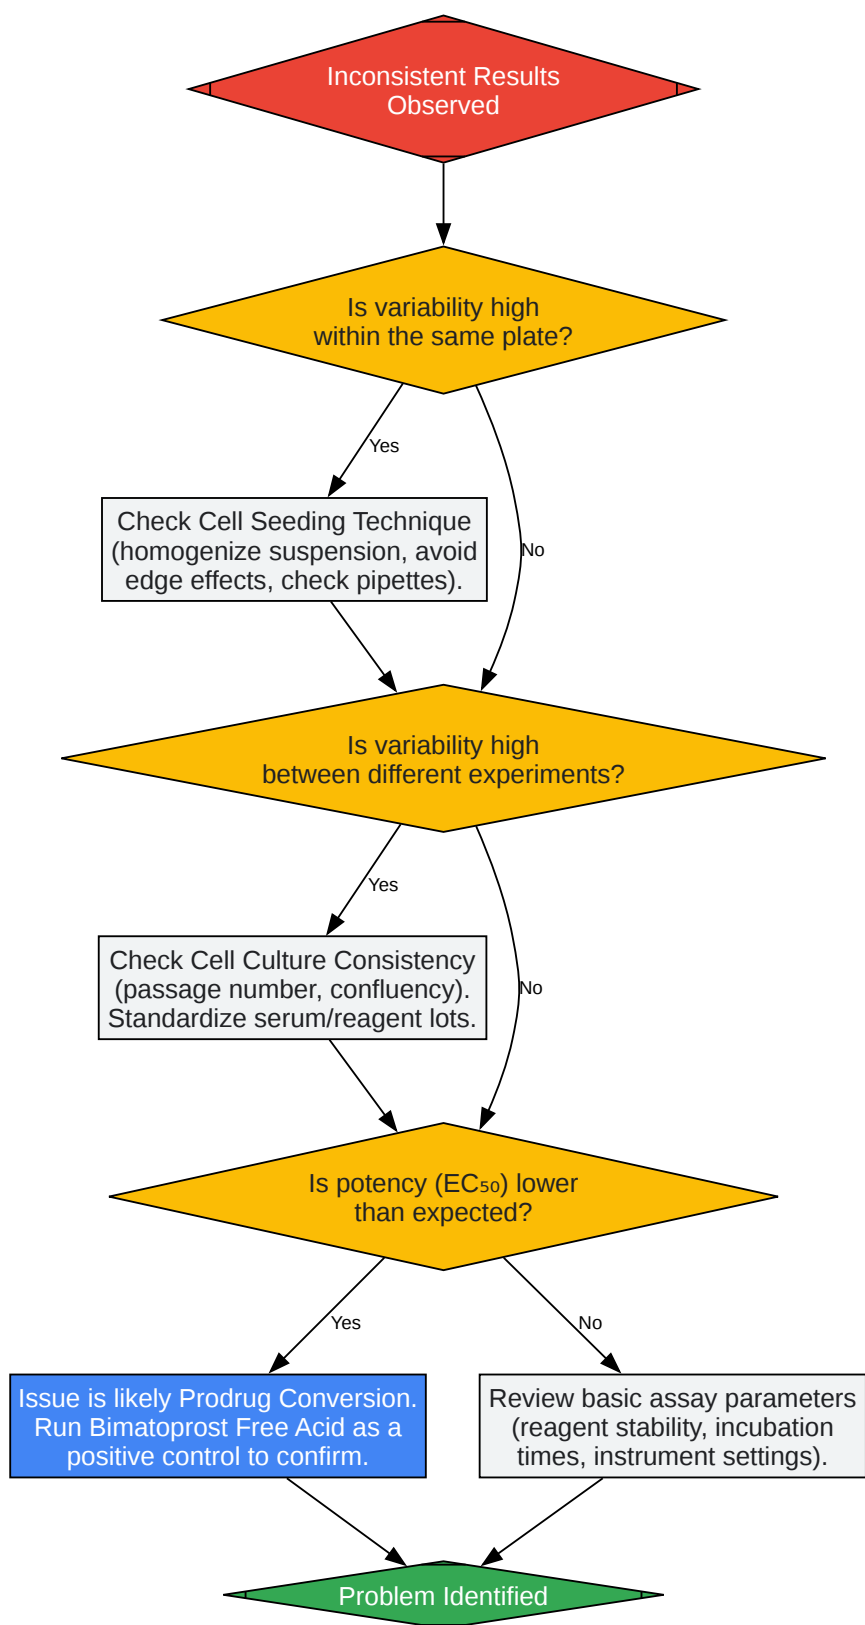 Inconsistent Results
Observed
Is variability high
within the same plate?
Yes
No
Check Cell Seeding Technique
(homogenize suspension, avoid
edge effects, check pipettes).
Is variability high
between different experiments?
Yes
No
Check Cell Culture Consistency
(passage number, confluency).
Standardize serum/reagent lots.
Is potency (EC₅₀) lower
than expected?
Yes
No
Issue is likely Prodrug Conversion.
Run Bimatoprost Free Acid as a
positive control to confirm.
Review basic assay parameters
(reagent stability, incubation
times, instrument settings).
Problem Identified